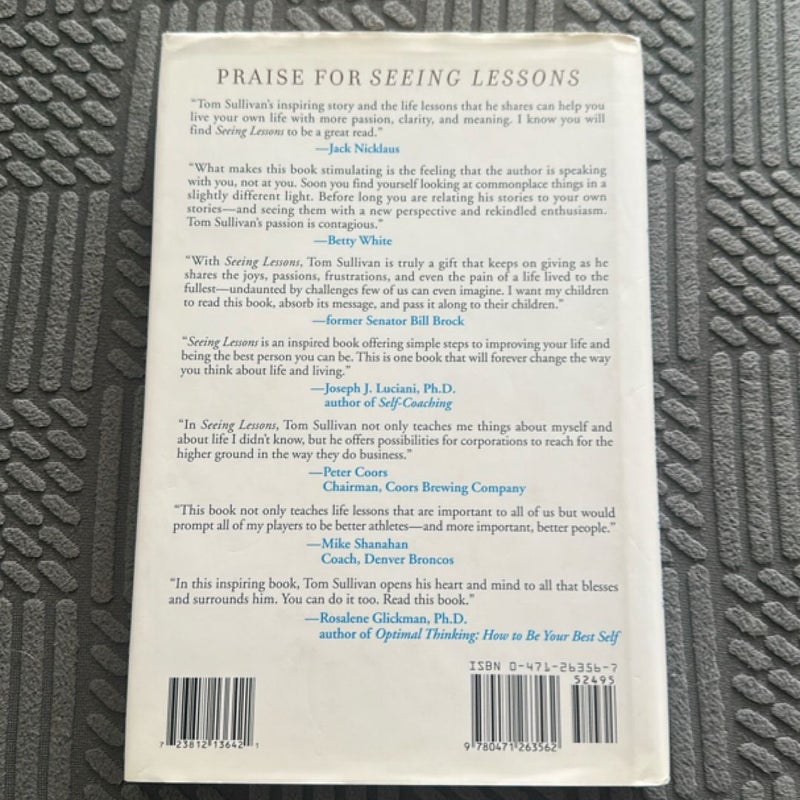 PRAISE FOR SEEING LESSONS
“Tom Sullivan’s inspiring story and the life lessons that he shares can help you
live your own life with more passion, clarity, and meaning. I know you will
find Seeing Lessons to be a great read.”
—Jack Nicklaus
“What makes this book stimulating is the feeling that the author is speaking
with you, not at you. Soon you find yourself looking at commonplace things in a
slightly different light. Before long you are relating his stories to your own
stories—and seeing them with a new perspective and rekindled enthusiasm.
Tom Sullivan’s passion is contagious.”
—Betty White
“With Seeing Lessons, Tom Sullivan is truly a gift that keeps on giving as he
shares the joys, passions, frustrations, and even the pain of a life lived to the
fullest—undaunted by challenges few of us can even imagine. I want my children
to read this book, absorb its message, and pass it along to their children.”
—former Senator Bill Brock
“Seeing Lessons is an inspired book offering simple steps to improving your life and
being the best person you can be. This is one book that will forever change the way
you think about life and living.”
—Joseph J. Luciani, Ph.D.
author of Self-Coaching
“In Seeing Lessons, Tom Sullivan not only teaches me things about myself and
about life I didn’t know, but he offers possibilities for corporations to reach for the
higher ground in the way they do business.”
—Peter Coors
Chairman, Coors Brewing Company
“This book not only teaches life lessons that are important to all of us but would
prompt all of my players to be better athletes—and more important, better people.”
—Mike Shanahan
Coach, Denver Broncos
“In this inspiring book, Tom Sullivan opens his heart and mind to all that blesses
and surrounds him. You can do it too. Read this book.”
—Rosalene Glickman, Ph.D.
author of Optimal Thinking: How to Be Your Best Self
ISBN 0-471-26356-7
52495
7 23812 13642 1
9 780471 263562